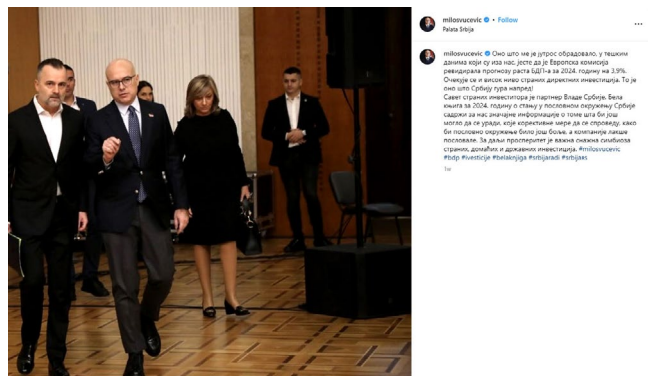 milosvucevic • Follow
Palata Srbija
milosvucevic Оно што ме је јутрос обрадовало, у тешким
данима који су иза нас, јесте да је Европска комисија
ревидирала прогнозу раста БДП-а за 2024. годину на 3,9%.
Очекује се и висок ниво страних директних инвестиција. То је
оно што Србију гура напред!
Савет страних инвеститора је партнер Владе Србије, Бела
књига за 2024. годину о стању у пословном окружењу Србије
садржи за нас значајне информације о томе шта би још
могло да се уради, које корективне мере да се спроведу, како
би пословно окружење било још боље, а компаније лакше
пословале. За даљи просперитет је важна снажна симбиоза
страних, домаћих и државних инвестиција. #milosvucevic
#bdp #ivesticije #belaknjiga #srbijaradi #srbijaks